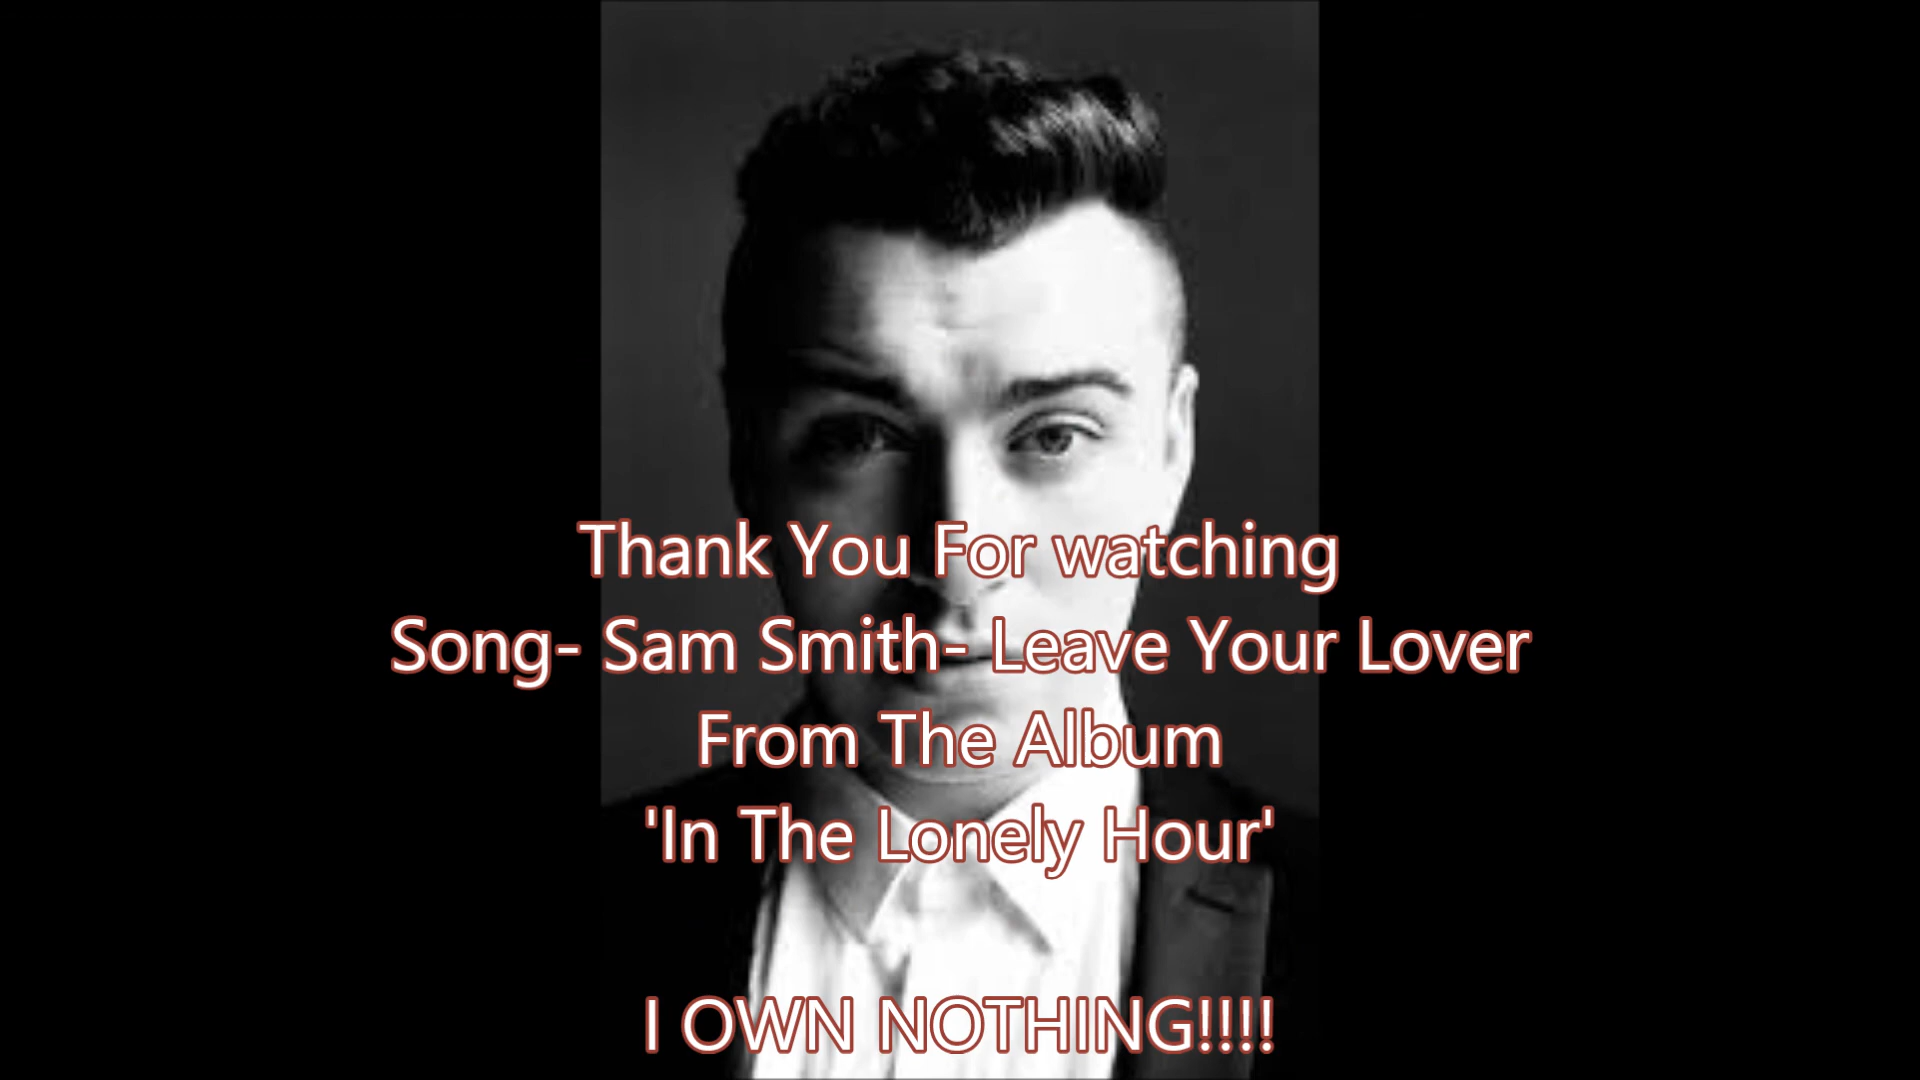 Thank You For watching
Song- Sam Smith- Leave Your Lover
From The Album
'In The Lonely Hour'
I OWN NOTHING!!!!